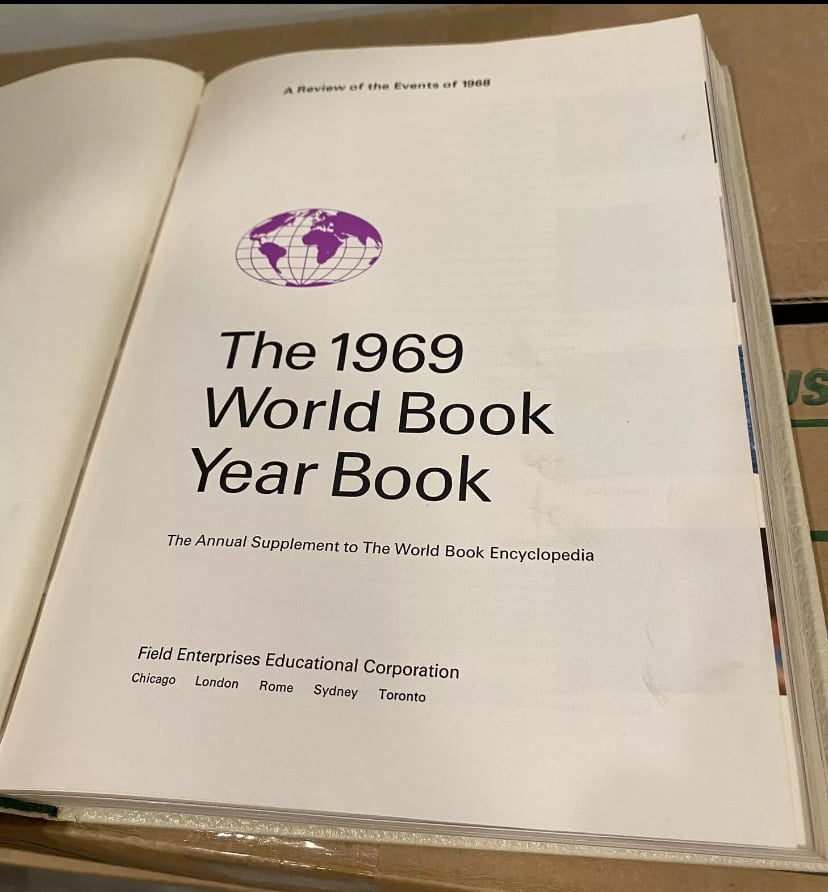 A Review of the Events of 1968
The 1969
World Book
Year Book
The Annual Supplement to The World Book Encyclopedia
Field Enterprises Educational Corporation
Chicago London Rome Sydney Toronto
US